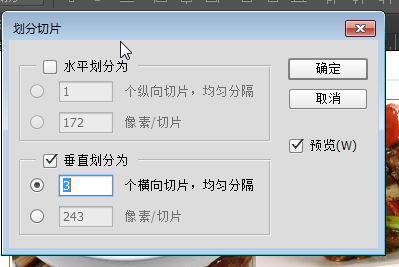 划分切片
水平划分为
1 个纵向切片，均匀分隔
172 像素/切片
垂直划分为
3 个横向切片，均匀分隔
243 像素/切片
确定
取消
预览(W)